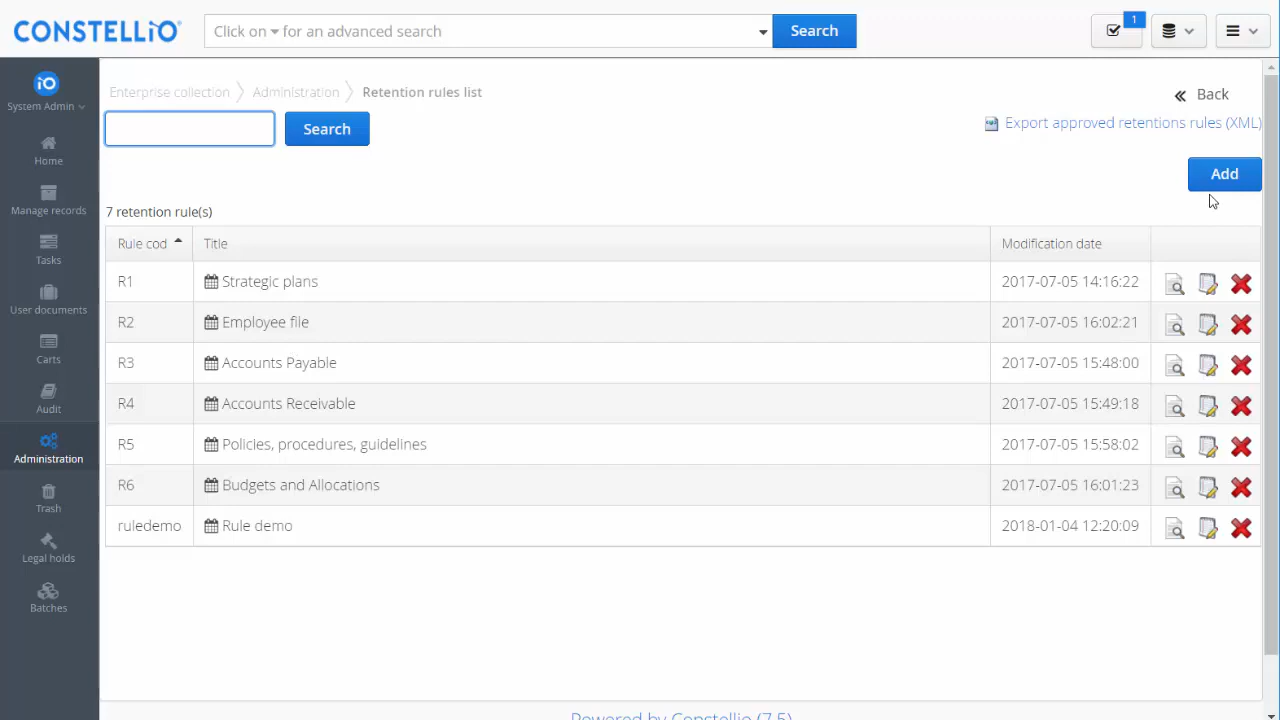 CONSTELLIO
Click on for an advanced search
Search
1
iO
System Admin
Home
Manage records
Tasks
User documents
Carts
Audit
Administration
Trash
Legal holds
Batches
Enterprise collection
Administration
Retention rules list
Back
Search
Export approved retentions rules (XML)
Add
7 retention rule(s)
Rule cod Title Modification date
R1 Strategic plans 2017-07-05 14:16:22
R2 Employee file 2017-07-05 16:02:21
R3 Accounts Payable 2017-07-05 15:48:00
R4 Accounts Receivable 2017-07-05 15:49:18
R5 Policies, procedures, guidelines 2017-07-05 15:58:02
R6 Budgets and Allocations 2017-07-05 16:01:23
ruledemo Rule demo 2018-01-04 12:20:09
Powered by Constellio (7.5)